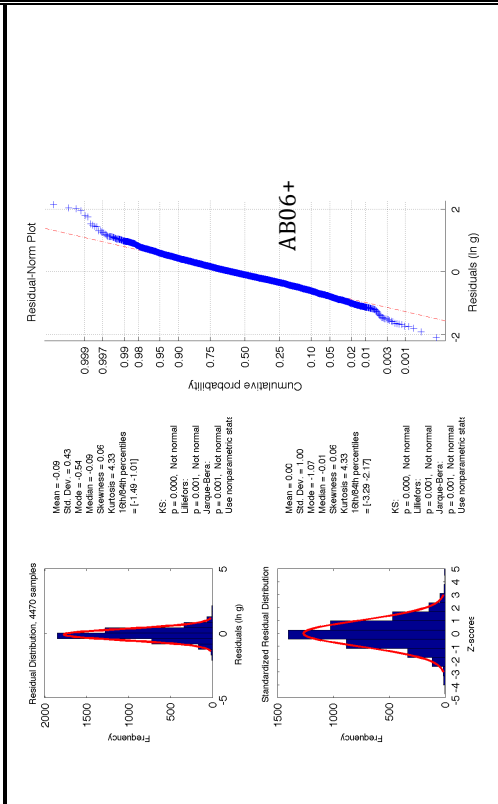 Residual-Norm Plot
0.999
0.997
0.99
0.98
0.95
0.90
0.75
0.50
0.25
0.10
0.05
0.02
0.01
0.003
0.001
Cumulative probability
-2
0
2
Residuals (ln g)
AB06+
Residual Distribution, 4470 samples
2000
1500
1000
500
0
Frequency
-5
0
5
Residuals (ln g)
Mean = -0.09
Std. Dev. = 0.43
Mode = -0.54
Median = -0.09
Skewness = 0.06
Kurtosis = 4.33
16th/84th percentiles
= [-1.49 -1.01]
KS:
p = 0.000, Not normal
Lillefors:
p = 0.001, Not normal
Jarque-Bera:
p = 0.001, Not normal
Use nonparametric stats
Standardized Residual Distribution
1500
1000
500
0
Frequency
-5 -4 -3 -2 -1 0 1 2 3 4 5
Z-scores
Mean = 0.00
Std. Dev. = 1.00
Mode = -1.07
Median = -0.01
Skewness = 0.06
Kurtosis = 4.33
16th/84th percentiles
= [-3.29 -2.17]
KS:
p = 0.000, Not normal
Lillefors:
p = 0.001, Not normal
Jarque-Bera:
p = 0.001, Not normal
Use nonparametric stats